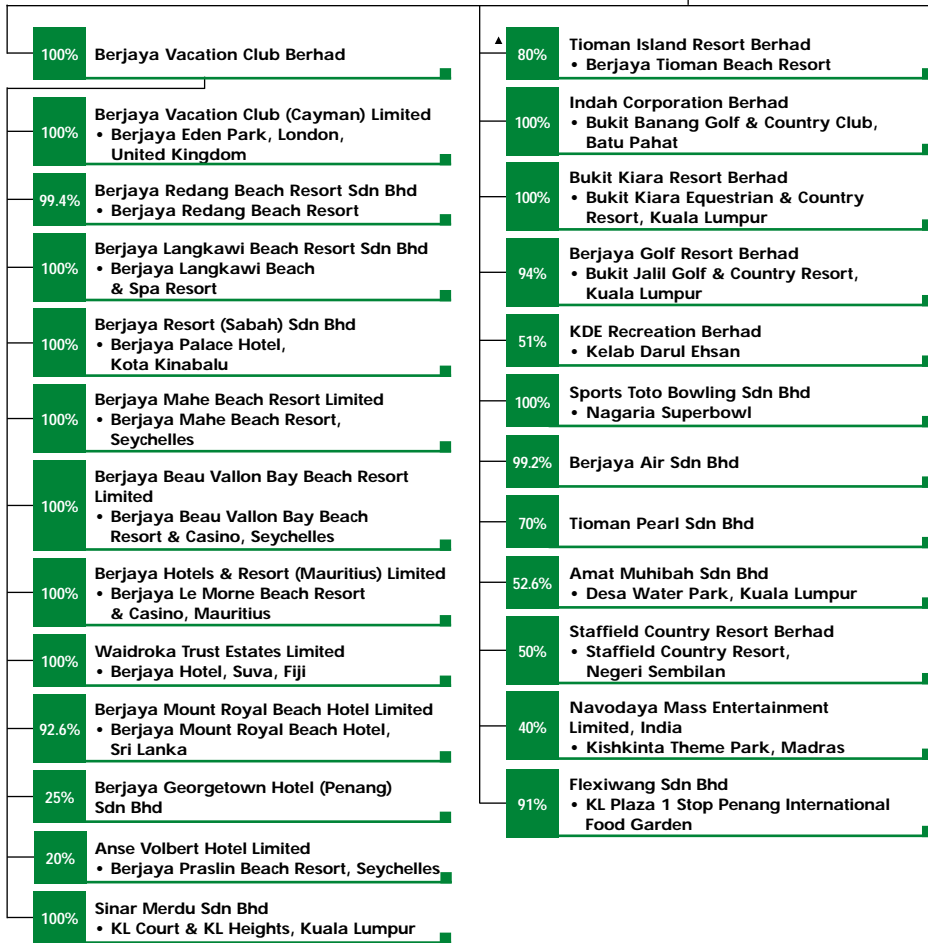 100%
Berjaya Vacation Club Berhad
100%
Berjaya Vacation Club (Cayman) Limited
• Berjaya Eden Park, London,
United Kingdom
99.4%
Berjaya Redang Beach Resort Sdn Bhd
• Berjaya Redang Beach Resort
100%
Berjaya Langkawi Beach Resort Sdn Bhd
• Berjaya Langkawi Beach
& Spa Resort
100%
Berjaya Resort (Sabah) Sdn Bhd
• Berjaya Palace Hotel,
Kota Kinabalu
100%
Berjaya Mahe Beach Resort Limited
• Berjaya Mahe Beach Resort,
Seychelles
100%
Berjaya Beau Vallon Bay Beach Resort
Limited
• Berjaya Beau Vallon Bay Beach
Resort & Casino, Seychelles
100%
Berjaya Hotels & Resort (Mauritius) Limited
• Berjaya Le Morne Beach Resort
& Casino, Mauritius
100%
Waidroka Trust Estates Limited
• Berjaya Hotel, Suva, Fiji
92.6%
Berjaya Mount Royal Beach Hotel Limited
• Berjaya Mount Royal Beach Hotel,
Sri Lanka
25%
Berjaya Georgetown Hotel (Penang)
Sdn Bhd
20%
Anse Volbert Hotel Limited
• Berjaya Praslin Beach Resort, Seychelles
100%
Sinar Merdu Sdn Bhd
• KL Court & KL Heights, Kuala Lumpur
80%
Tioman Island Resort Berhad
• Berjaya Tioman Beach Resort
100%
Indah Corporation Berhad
• Bukit Banang Golf & Country Club,
Batu Pahat
100%
Bukit Kiara Resort Berhad
• Bukit Kiara Equestrian & Country
Resort, Kuala Lumpur
94%
Berjaya Golf Resort Berhad
• Bukit Jalil Golf & Country Resort,
Kuala Lumpur
51%
KDE Recreation Berhad
• Kelab Darul Ehsan
100%
Sports Toto Bowling Sdn Bhd
• Nagaria Superbowl
99.2%
Berjaya Air Sdn Bhd
70%
Tioman Pearl Sdn Bhd
52.6%
Amat Muhibah Sdn Bhd
• Desa Water Park, Kuala Lumpur
50%
Staffield Country Resort Berhad
• Staffield Country Resort,
Negeri Sembilan
40%
Navodaya Mass Entertainment
Limited, India
• Kishkinta Theme Park, Madras
91%
Flexiwang Sdn Bhd
• KL Plaza 1 Stop Penang International
Food Garden